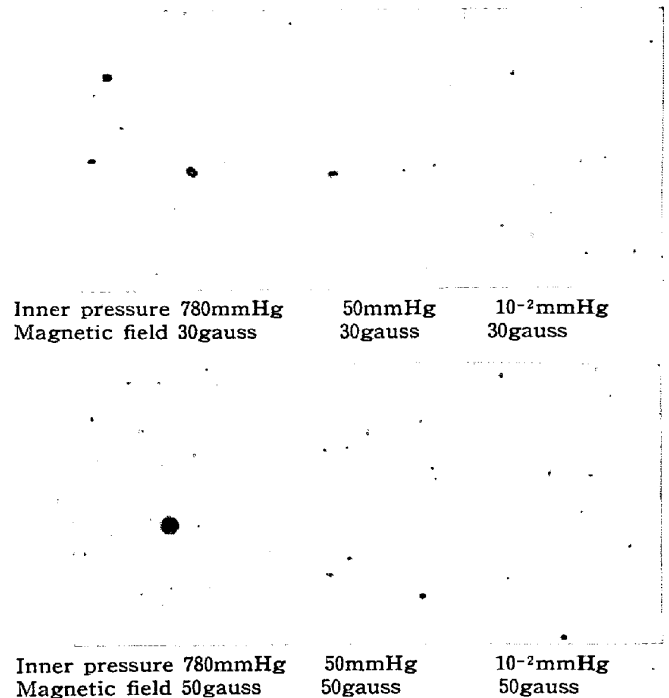 Inner pressure 780mmHg 50mmHg 10⁻²mmHg
Magnetic field 30gauss 30gauss 30gauss
Inner pressure 780mmHg 50mmHg 10⁻²mmHg
Magnetic field 50gauss 50gauss 50gauss